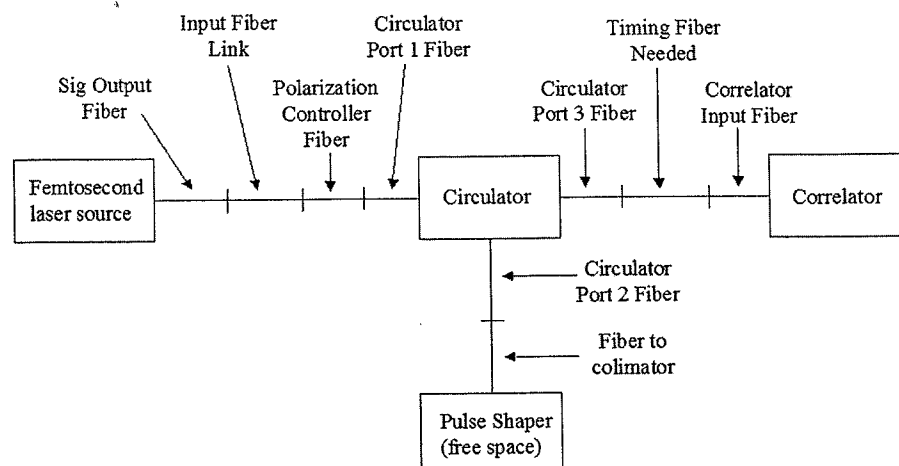 Sig Output
Fiber
Input Fiber
Link
Polarization
Controller
Fiber
Circulator
Port 1 Fiber
Circulator
Port 3 Fiber
Timing Fiber
Needed
Correlator
Input Fiber
Femtosecond
laser source
Circulator
Correlator
Circulator
Port 2 Fiber
Fiber to
colimator
Pulse Shaper
(free space)